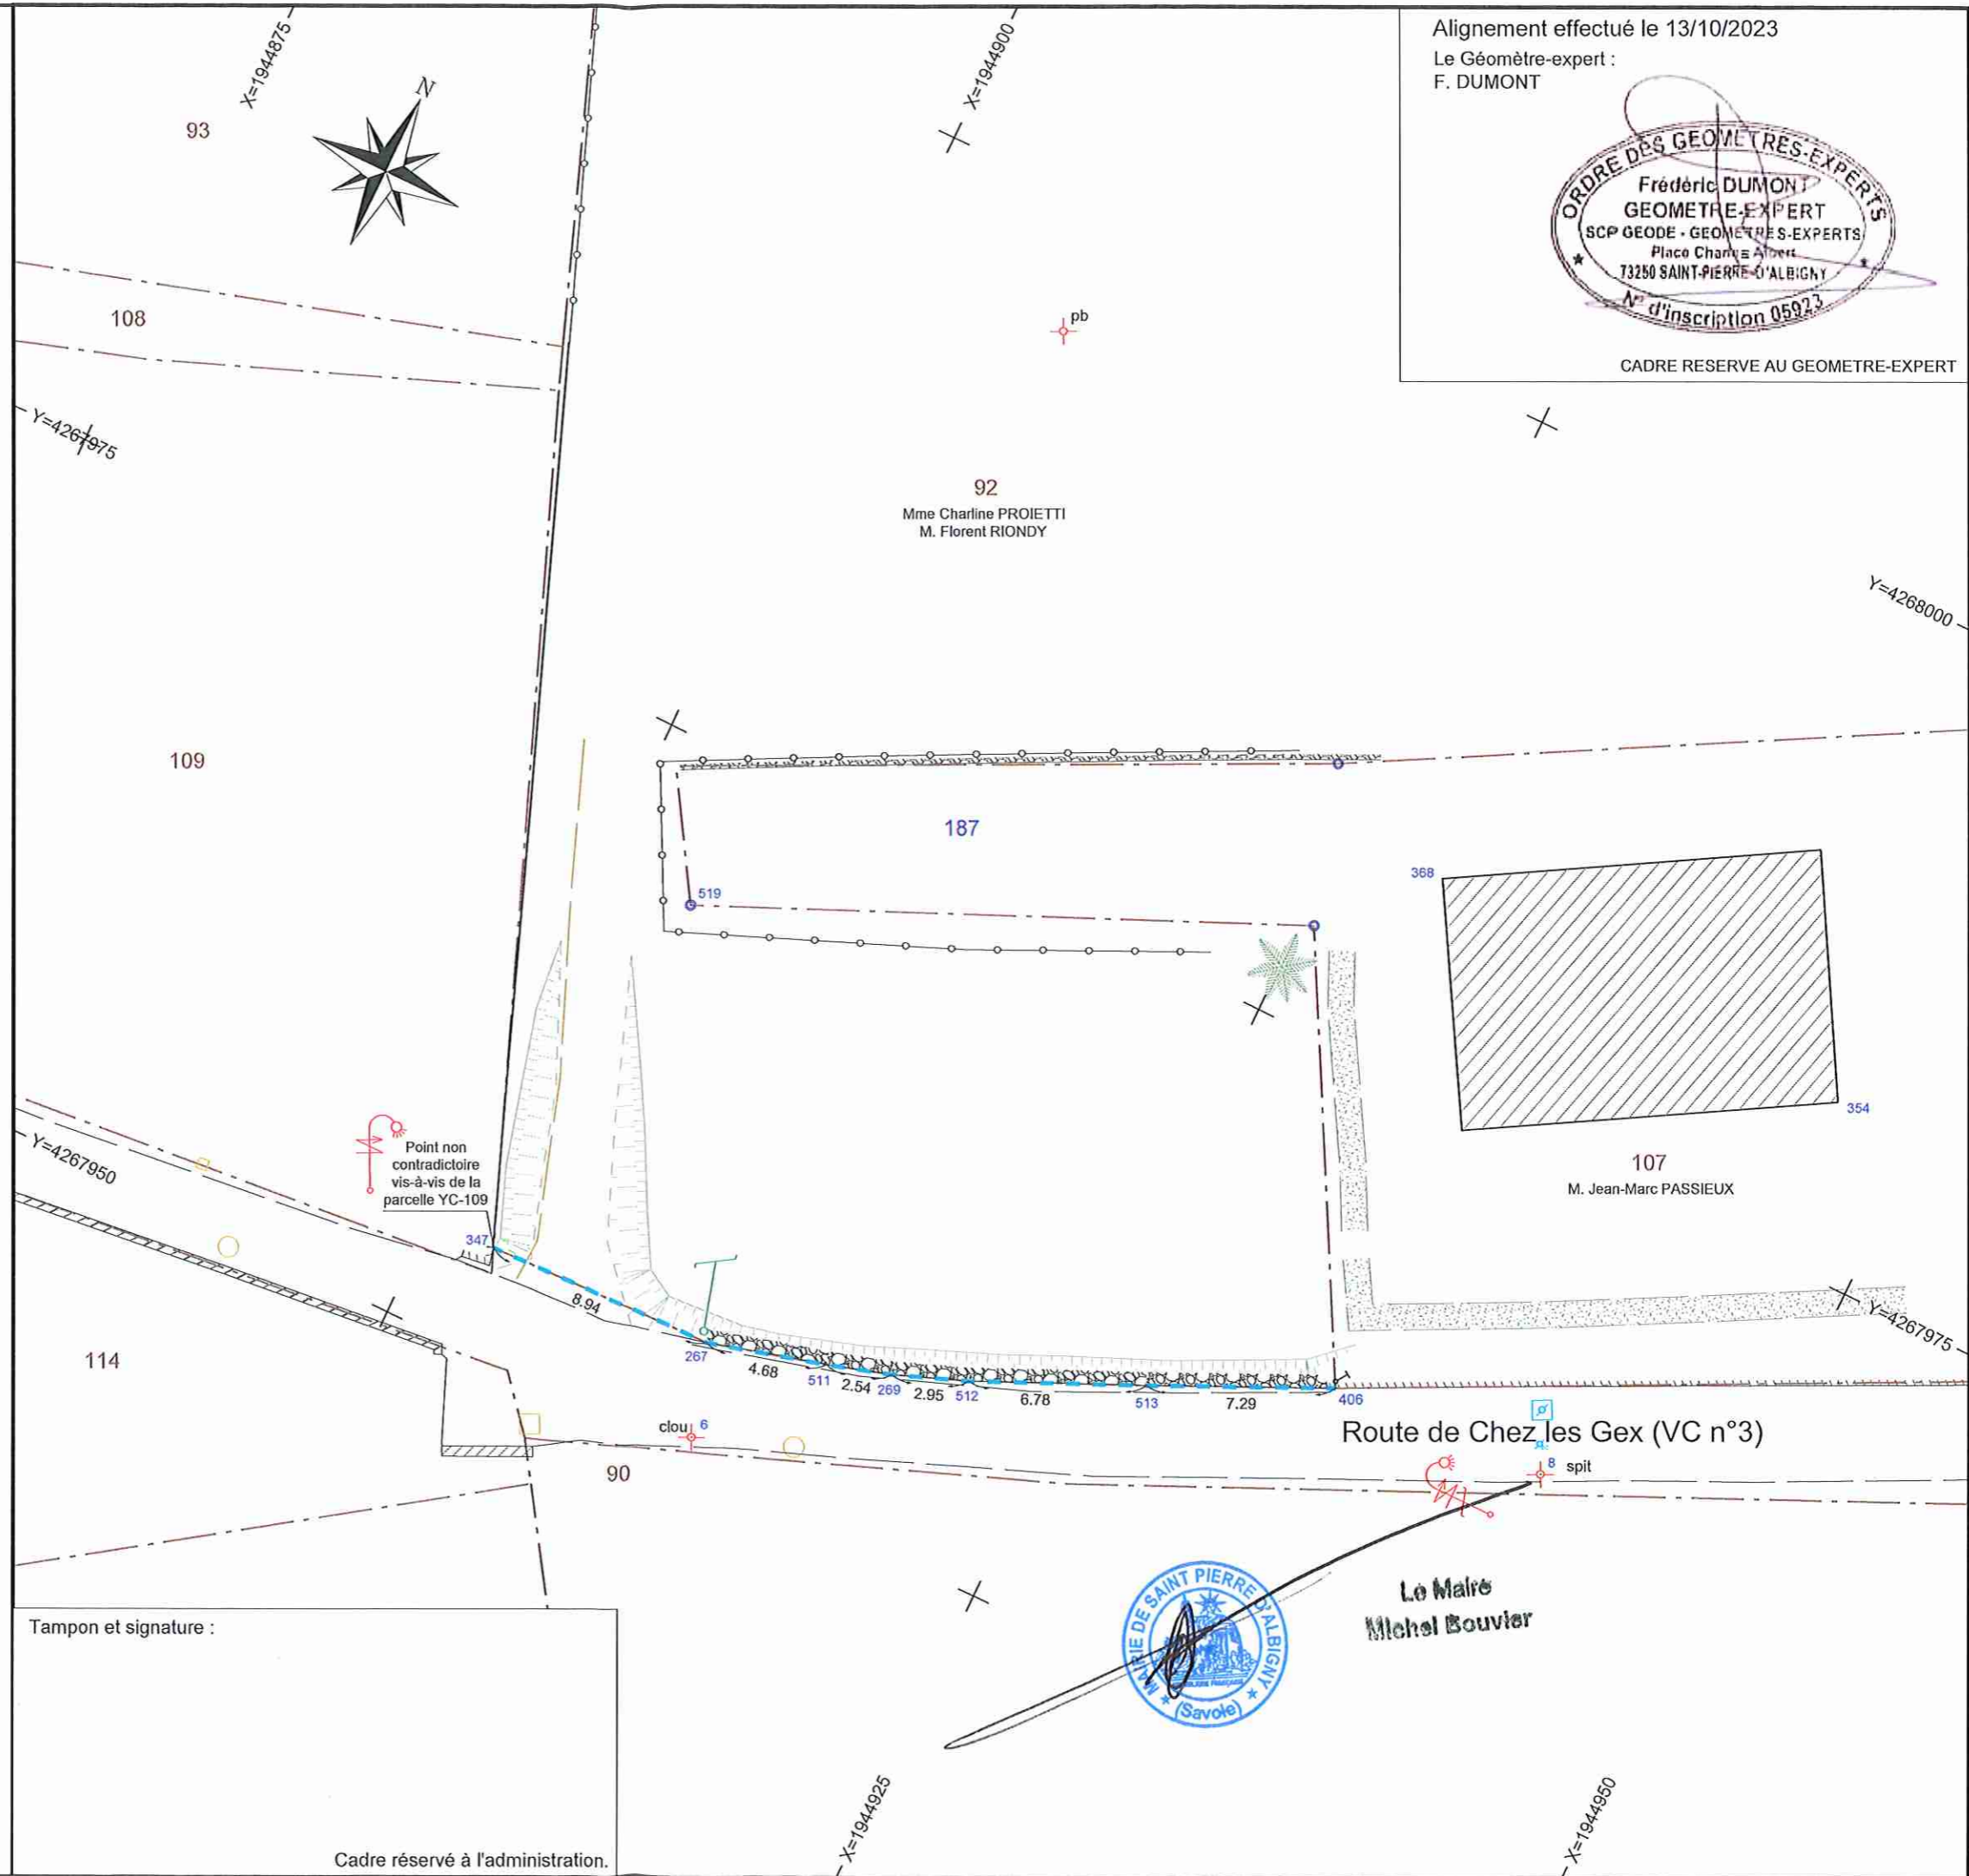 X=1944875
X=1944900
N
Alignement effectué le 13/10/2023
Le Géomètre-expert :
F. DUMONT
ORDRE DES GEOMETRES-EXPERTS
Frédéric DUMONT
GEOMETRE-EXPERT
SCP GEODE - GEOMETRES-EXPERTS
Place
73250 SAINT-PIERRE-D'ALBIGNY
N° d'inscription 05923
CADRE RESERVE AU GEOMETRE-EXPERT
93
108
pb
Y=4267975
92
Mme Charline PROIETTI
M. Florent RIONDY
Y=4268000
109
187
368
519
354
Y=4267950
Point non
contradictoire
vis-à-vis de la
parcelle YC-109
107
M. Jean-Marc PASSIEUX
347
8.94
Y=4267975
114
267
4.68
511
2.54
269
2.95
512
6.78
513
7.29
406
Route de Chez les Gex (VC n°3)
clou
6
90
8
spit
MAIRIE DE SAINT PIERRE D'ALBIGNY
(Savoie)
Le Maire
Michel Bouvier
Tampon et signature :
Cadre réservé à l'administration.
X=1944925
X=1944950